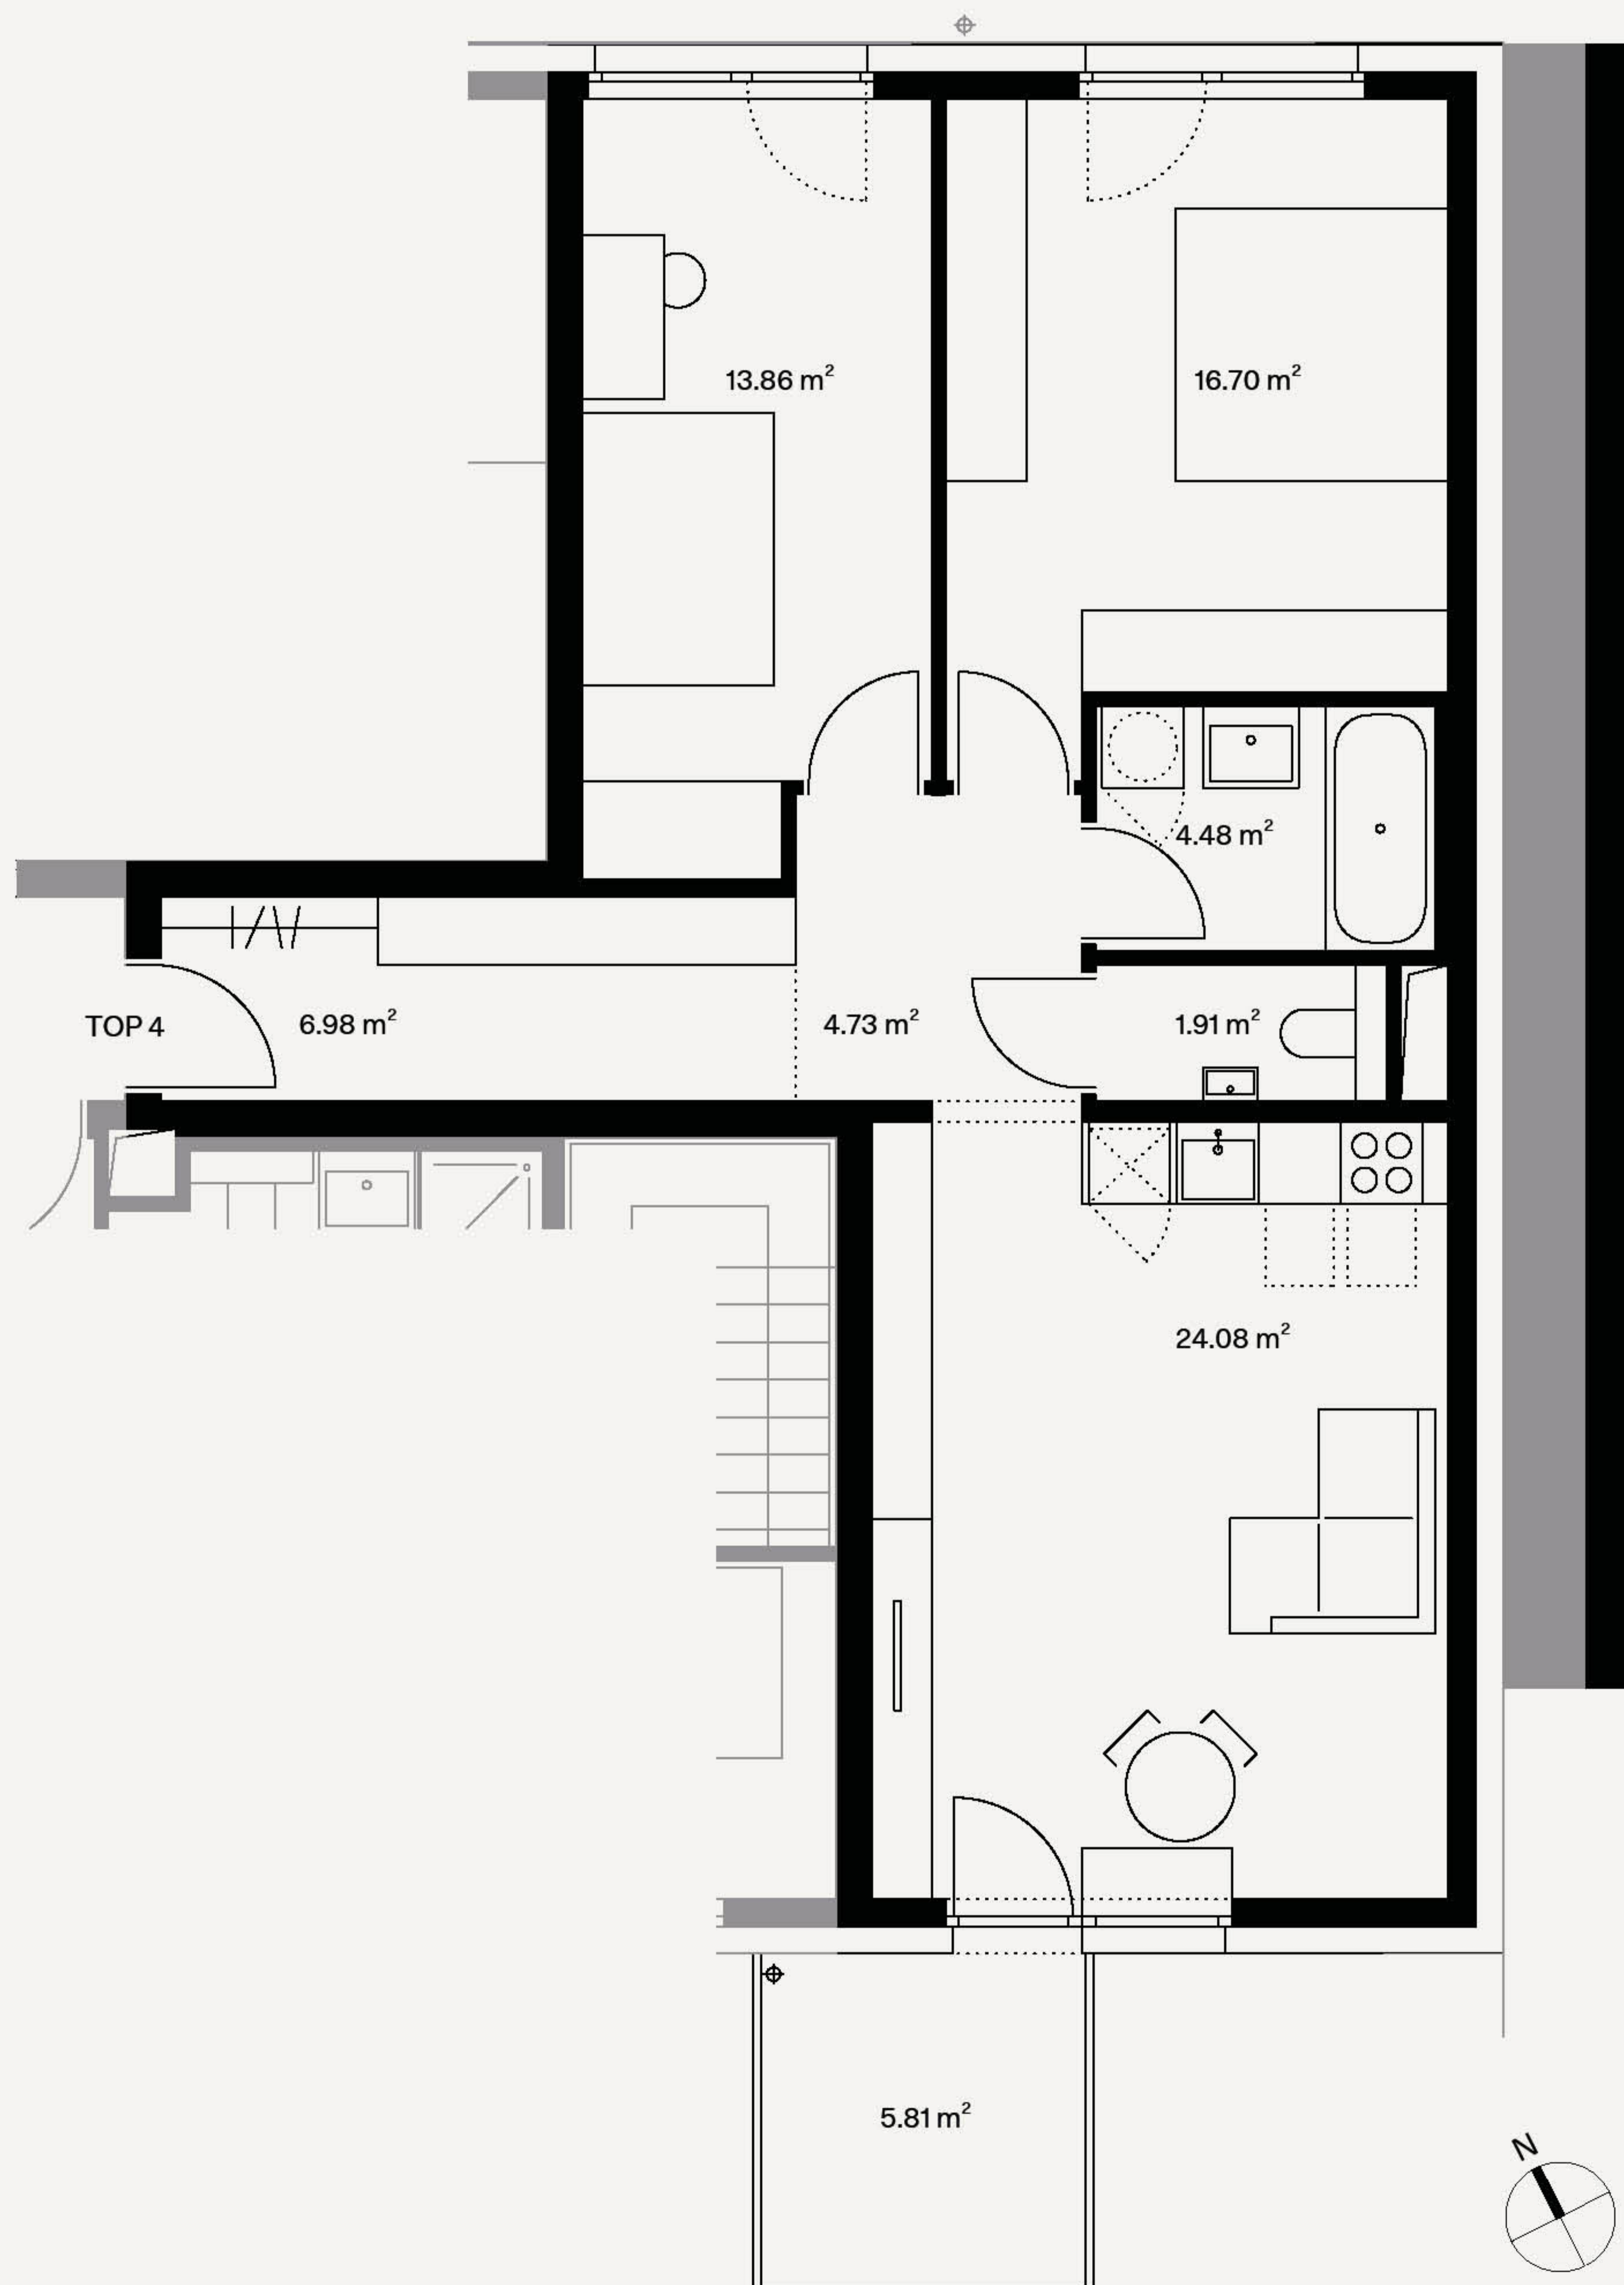 13.86 m²
16.70 m²
4.48 m²
TOP 4
6.98 m²
4.73 m²
1.91 m²
24.08 m²
5.81 m²
N